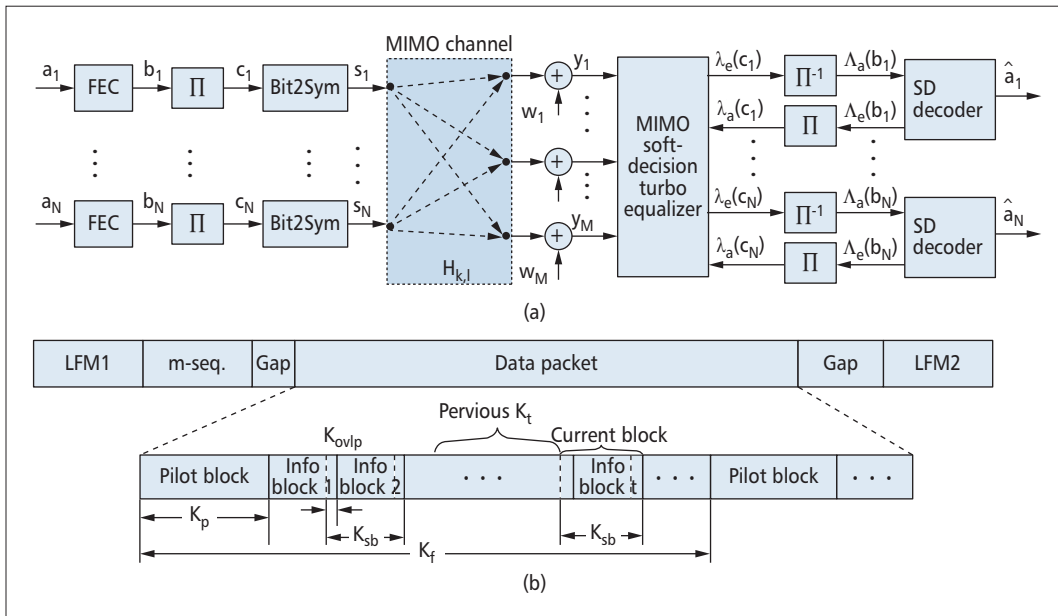 MIMO channel
a1 FEC b1 Π c1 Bit2Sym s1
w1 + y1
aN FEC bN Π cN Bit2Sym sN
Hk,l
+
wM + yM
MIMO soft-decision turbo equalizer
λe(c1) Π-1 Λa(b1)
λa(c1) Π Λe(b1)
SD decoder â1
λe(cN) Π-1 Λa(bN)
λa(cN) Π Λe(bN)
SD decoder âN
(a)
LFM1 m-seq. Gap Data packet Gap LFM2
Pervious Kt
Kovlp Current block
Pilot block Info block 1 Info block 2 · · · Info block t · · · Pilot block · · ·
Kp
Ksb Ksb
Kf
(b)